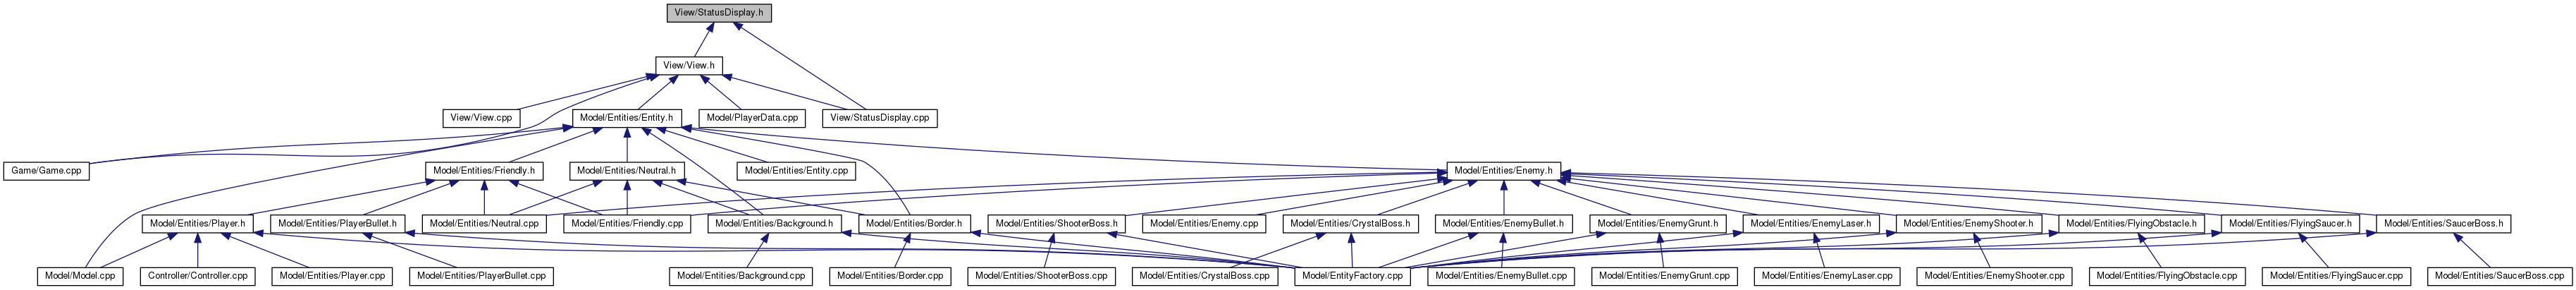 View/StatusDisplay.h
View/View.h
View/View.cpp
Model/Entities/Entity.h
Model/PlayerData.cpp
View/StatusDisplay.cpp
Game/Game.cpp
Model/Entities/Friendly.h
Model/Entities/Neutral.h
Model/Entities/Entity.cpp
Model/Entities/Enemy.h
Model/Entities/Player.h
Model/Entities/PlayerBullet.h
Model/Entities/Neutral.cpp
Model/Entities/Friendly.cpp
Model/Entities/Background.h
Model/Entities/Border.h
Model/Entities/ShooterBoss.h
Model/Entities/Enemy.cpp
Model/Entities/CrystalBoss.h
Model/Entities/EnemyBullet.h
Model/Entities/EnemyGrunt.h
Model/Entities/EnemyLaser.h
Model/Entities/EnemyShooter.h
Model/Entities/FlyingObstacle.h
Model/Entities/FlyingSaucer.h
Model/Entities/SaucerBoss.h
Model/Model.cpp
Controller/Controller.cpp
Model/Entities/Player.cpp
Model/Entities/PlayerBullet.cpp
Model/Entities/Background.cpp
Model/Entities/Border.cpp
Model/Entities/ShooterBoss.cpp
Model/Entities/CrystalBoss.cpp
Model/EntityFactory.cpp
Model/Entities/EnemyBullet.cpp
Model/Entities/EnemyGrunt.cpp
Model/Entities/EnemyLaser.cpp
Model/Entities/EnemyShooter.cpp
Model/Entities/FlyingObstacle.cpp
Model/Entities/FlyingSaucer.cpp
Model/Entities/SaucerBoss.cpp